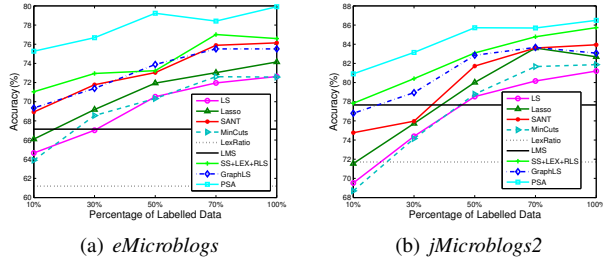 80
78
76
74
72
70
68
66
64
62
60
Accuracy(%)
10% 30% 50% 70% 100%
Percentage of Labelled Data
LS
Lasso
SANT
MinCuts
LexRatio
LMS
SS+LEX+RLS
GraphLS
PSA
(a) eMicroblogs
88
86
84
82
80
78
76
74
72
70
68
Accuracy(%)
10% 30% 50% 70% 100%
Percentage of Labelled Data
LS
Lasso
SANT
MinCuts
LexRatio
LMS
SS+LEX+RLS
GraphLS
PSA
(b) jMicroblogs2